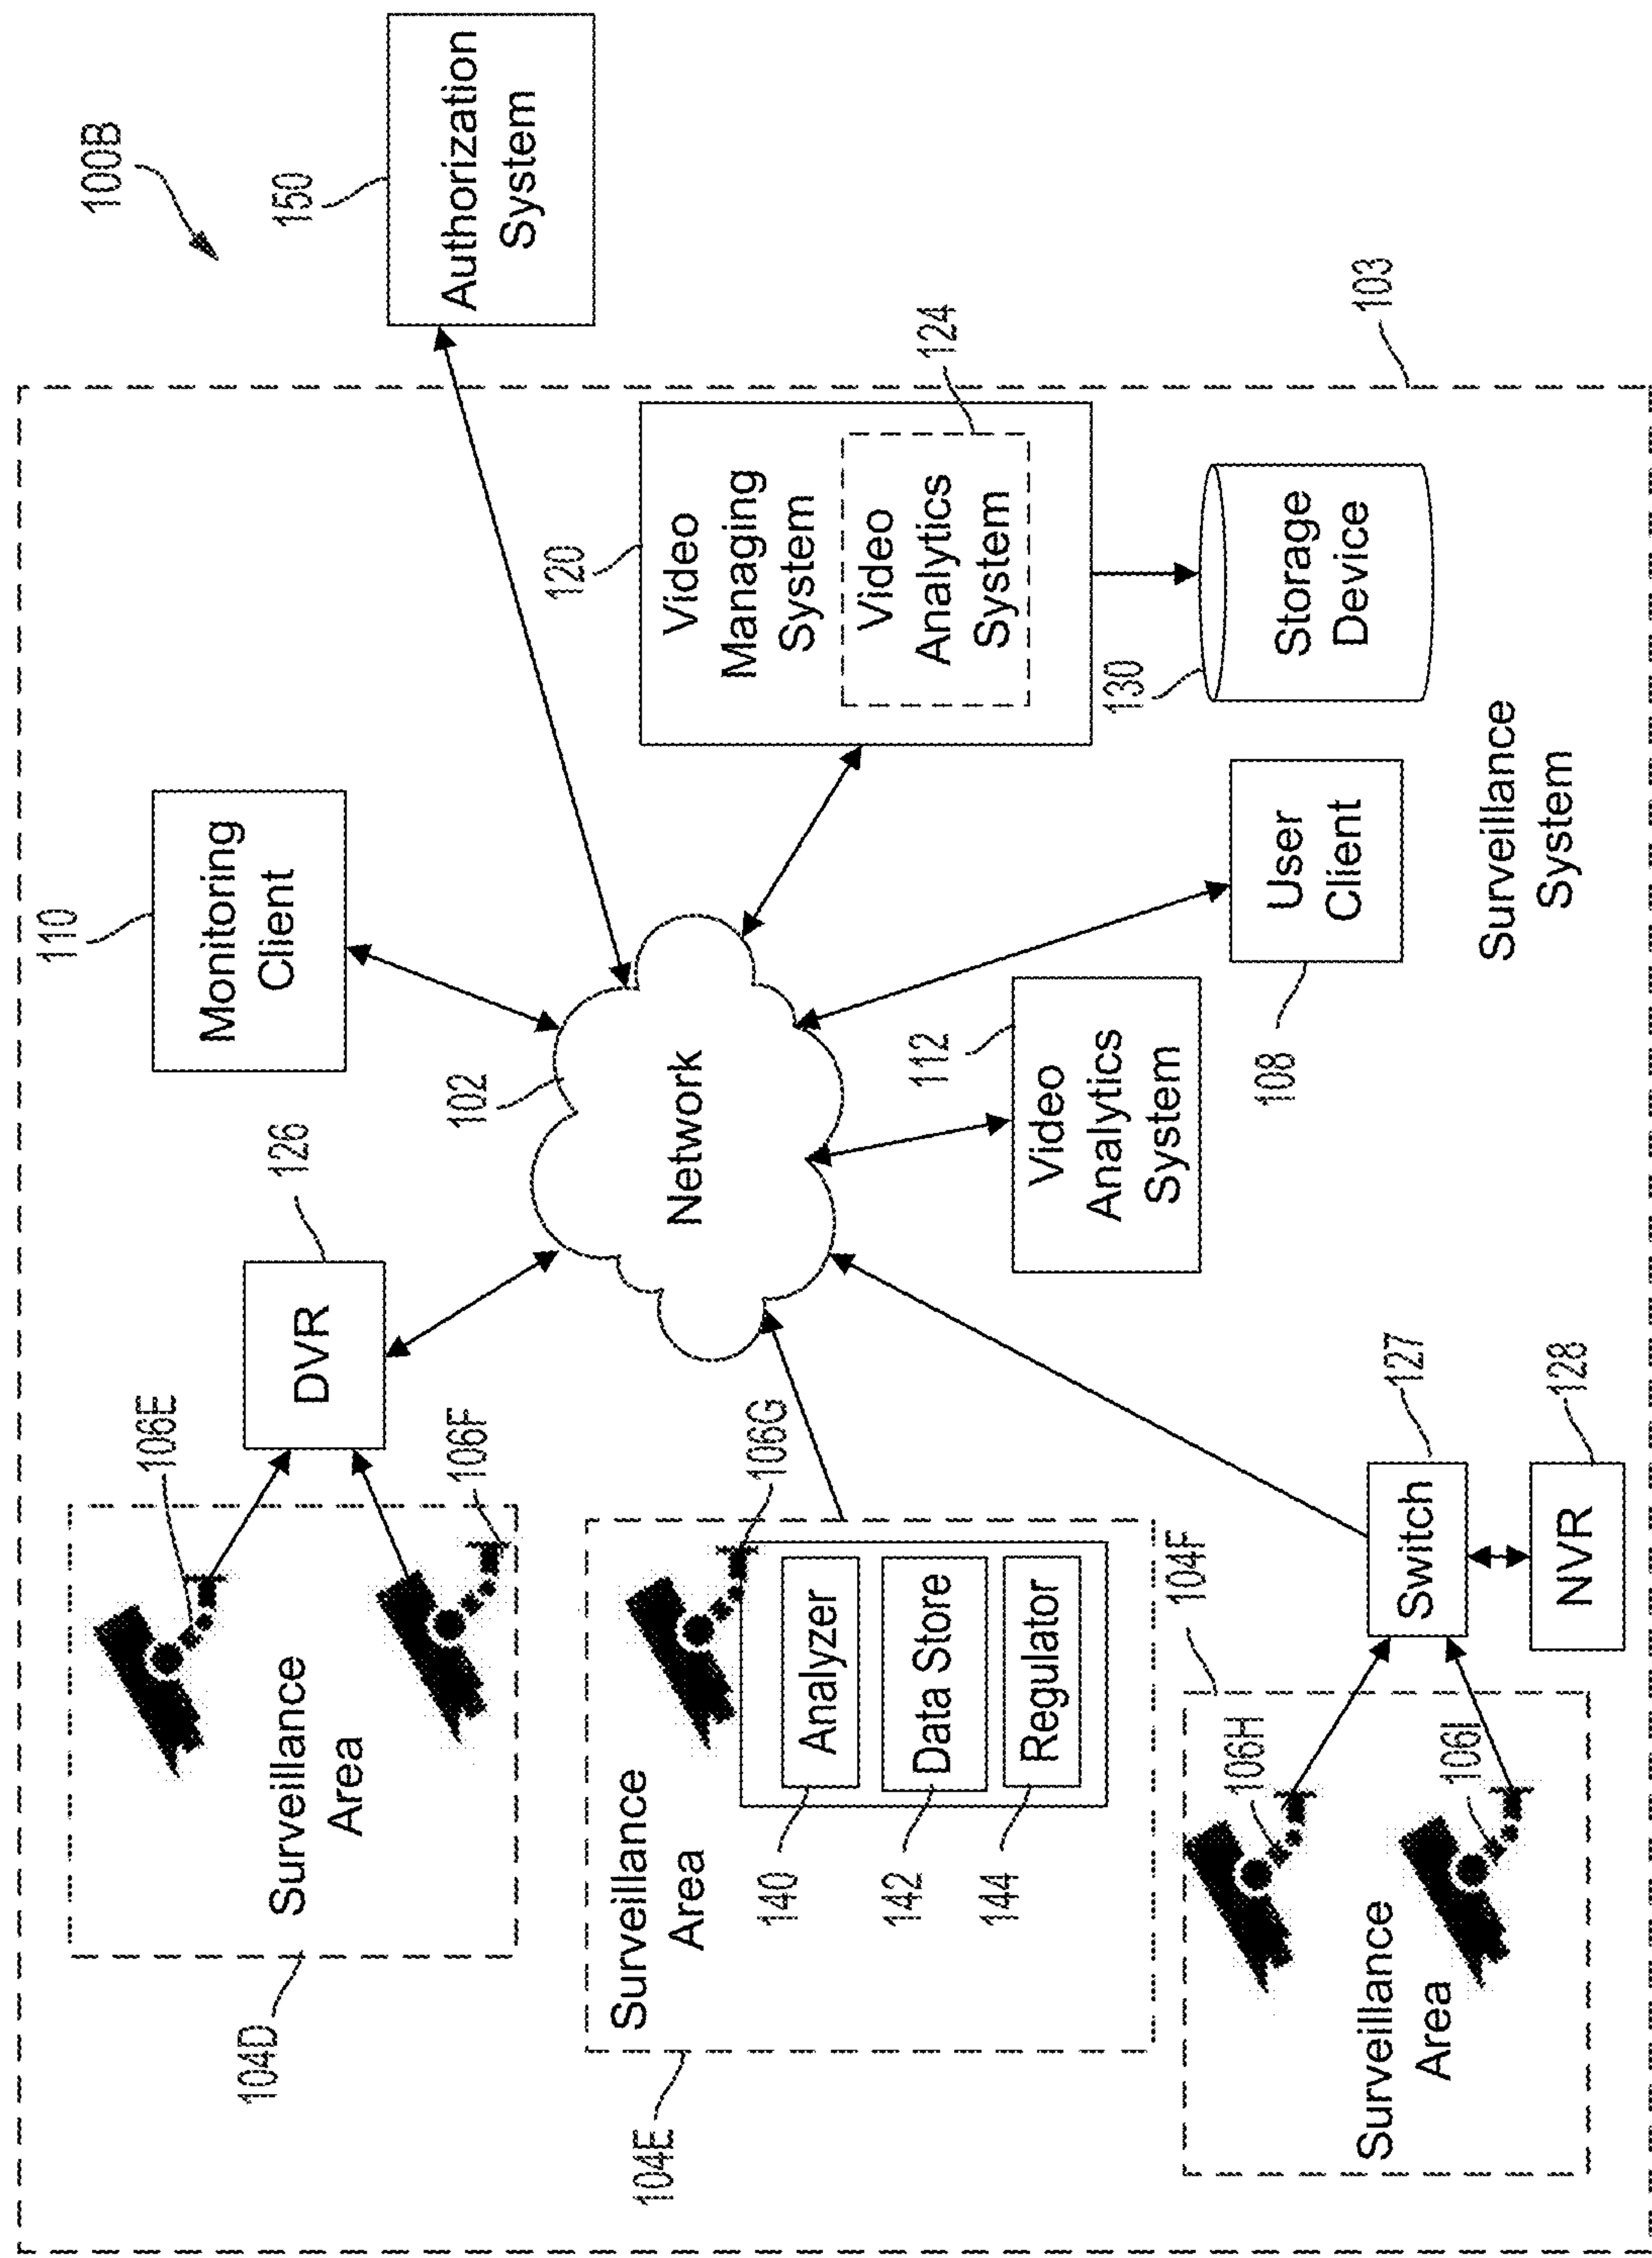 100B
150
Authorization
System
110
Monitoring
Client
126
DVR
106E
106F
Surveillance
Area
104D
102
Network
120
Video
Managing
System
124
Video
Analytics
System
103
130
Storage
Device
User
Client
108
112
Video
Analytics
System
Surveillance
System
106G
Surveillance
Area
Analyzer
Data Store
Regulator
140
142
144
104E
104F
127
Switch
128
NVR
106H
106I
Surveillance
Area